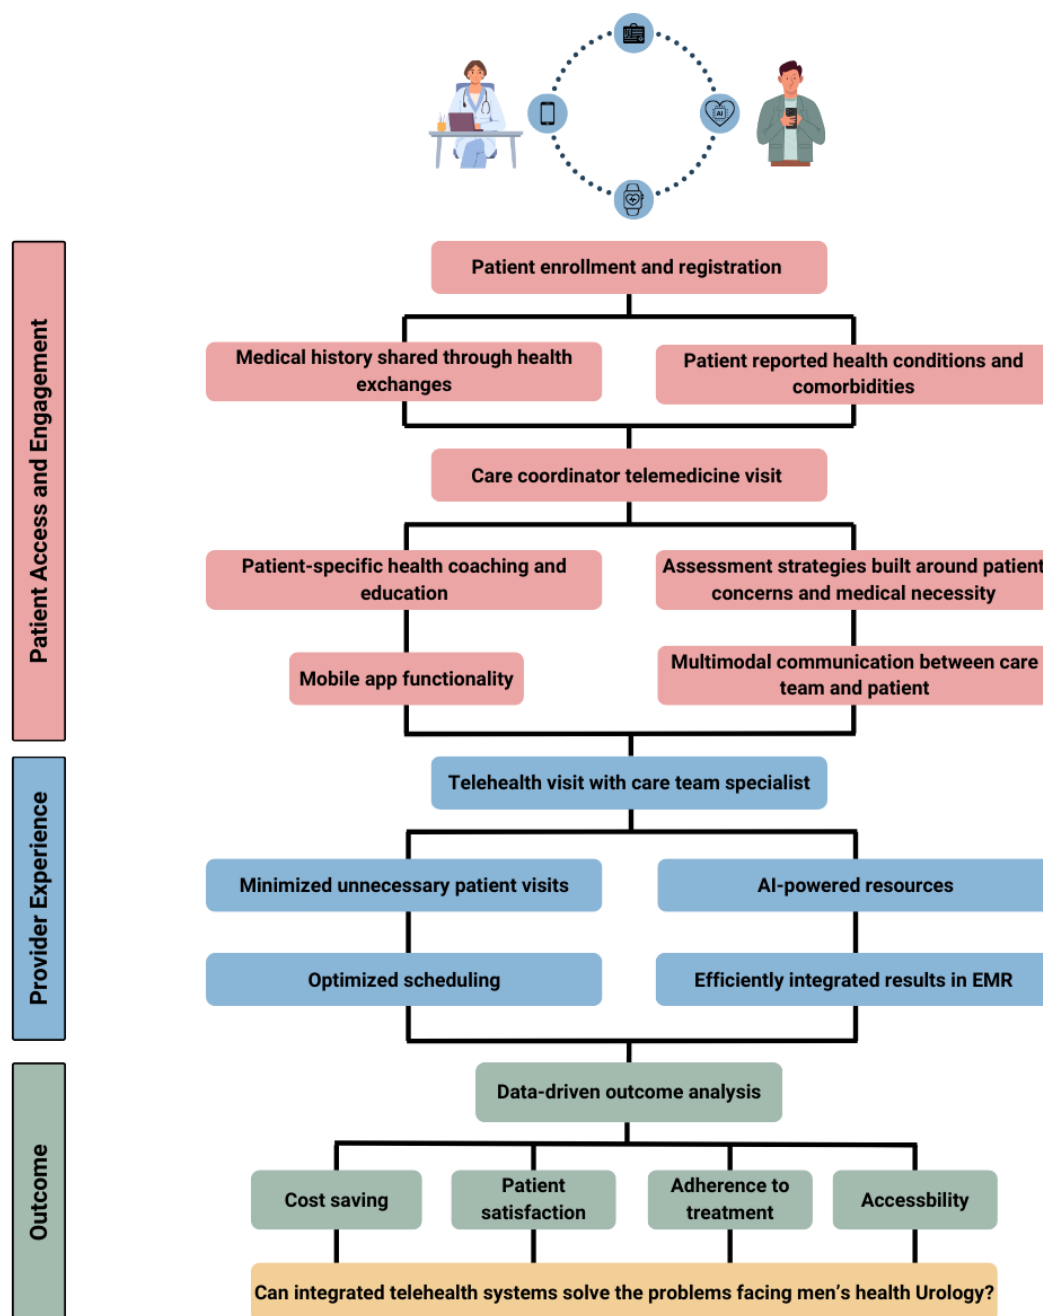 AI
Patient Access and Engagement
Patient enrollment and registration
Medical history shared through health
exchanges
Patient reported health conditions and
comorbidities
Care coordinator telemedicine visit
Patient-specific health coaching and
education
Assessment strategies built around patient
concerns and medical necessity
Mobile app functionality
Multimodal communication between care
team and patient
Provider Experience
Telehealth visit with care team specialist
Minimized unnecessary patient visits
AI-powered resources
Optimized scheduling
Efficiently integrated results in EMR
Outcome
Data-driven outcome analysis
Cost saving
Patient
satisfaction
Adherence to
treatment
Accessbility
Can integrated telehealth systems solve the problems facing men's health Urology?